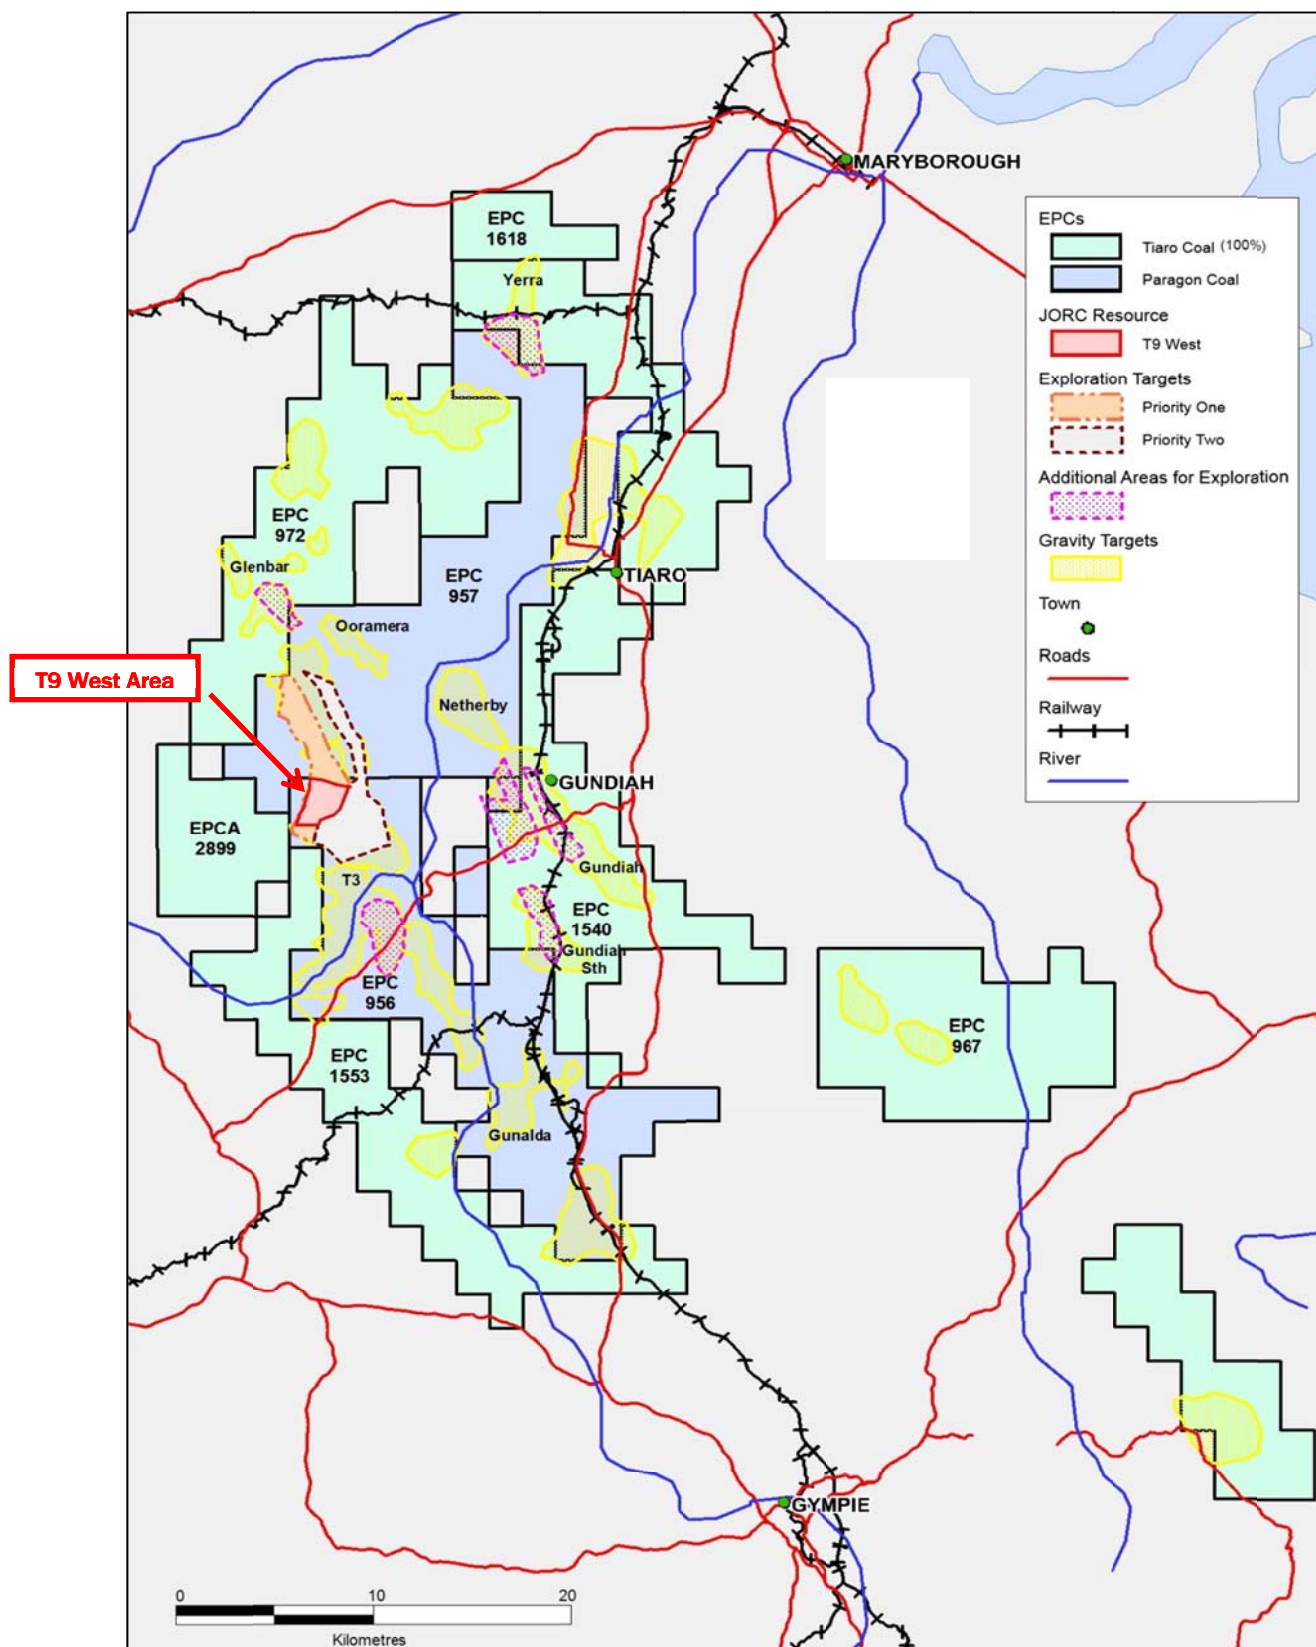 MARYBOROUGH
EPC
1618
Yerra
EPCs
Tiaro Coal (100%)
Paragon Coal
JORC Resource
T9 West
Exploration Targets
Priority One
Priority Two
Additional Areas for Exploration
Gravity Targets
Town
Roads
Railway
River
EPC
972
Glenbar
EPC
957
TIARO
Ooramera
T9 West Area
Netherby
GUNDIAH
EPCA
2899
T3
Gundiah
EPC
1540
Gundiah
Sth
EPC
956
EPC
967
EPC
1553
Gunalda
GYMPIE
0 10 20
Kilometres